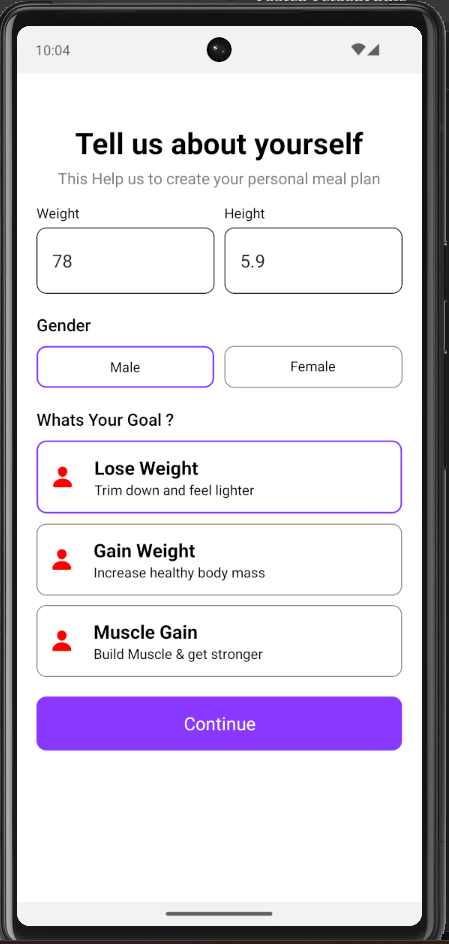 10:04
Tell us about yourself
This Help us to create your personal meal plan
Weight Height
78 5.9
Gender
Male Female
Whats Your Goal ?
Lose Weight
Trim down and feel lighter
Gain Weight
Increase healthy body mass
Muscle Gain
Build Muscle & get stronger
Continue